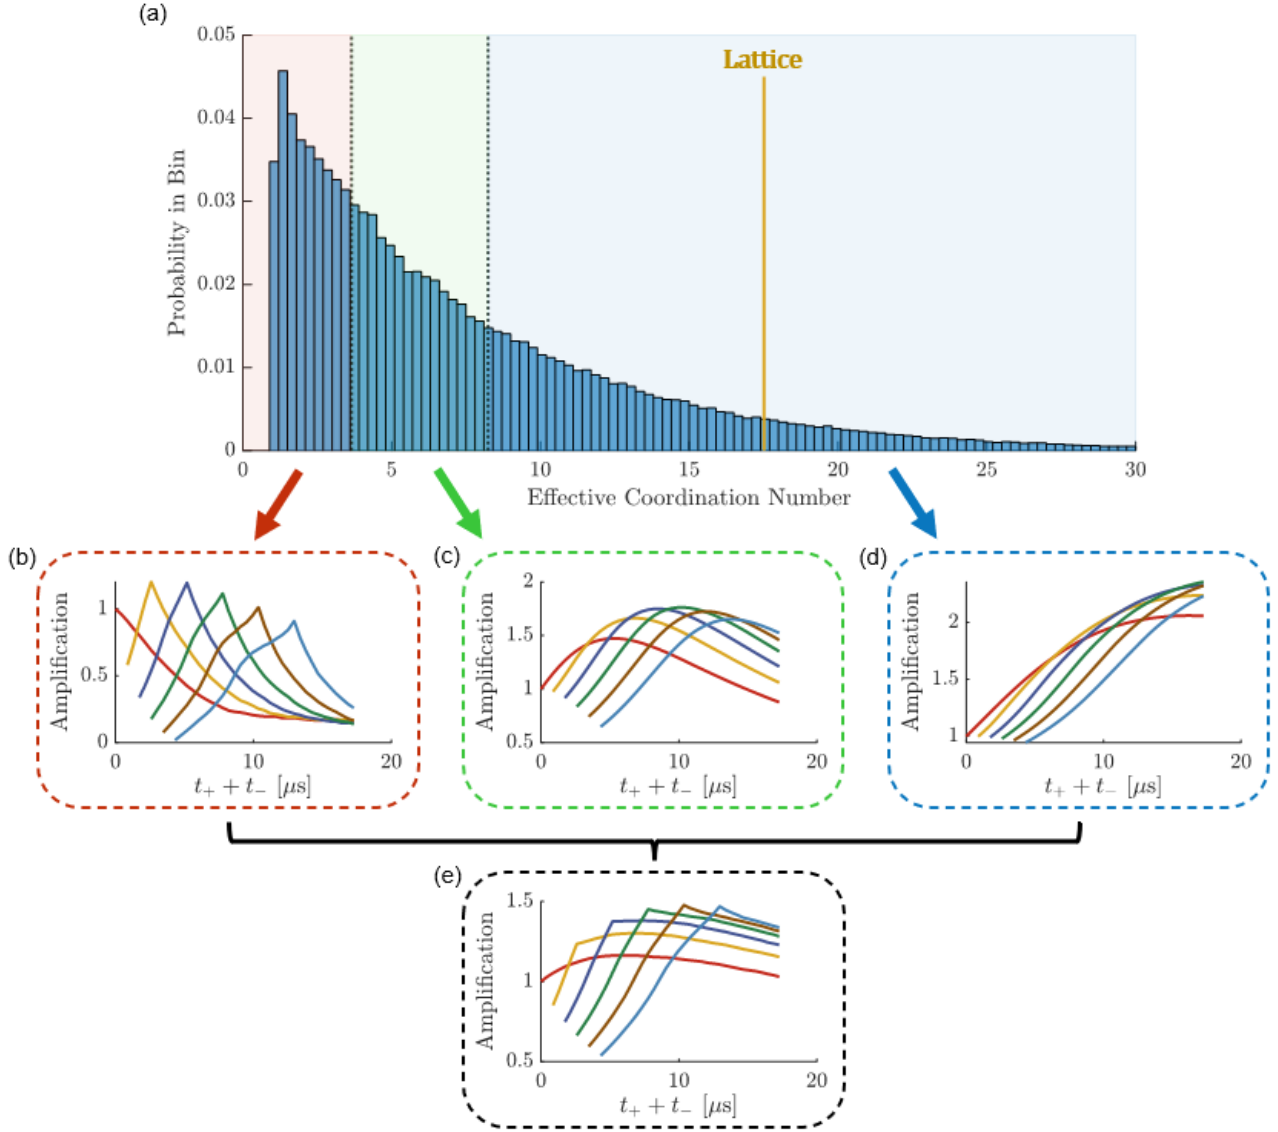 (a)
0.05
0.04
0.03
0.02
0.01
0
Probability in Bin
Lattice
0 5 10 15 20 25 30
Effective Coordination Number
(b)
1
0.5
0
Amplification
0 10 20
t₊ + t₋ [μs]
(c)
2
1.5
1
0.5
Amplification
0 10 20
t₊ + t₋ [μs]
(d)
2
1.5
1
Amplification
0 10 20
t₊ + t₋ [μs]
(e)
1.5
1
0.5
Amplification
0 10 20
t₊ + t₋ [μs]